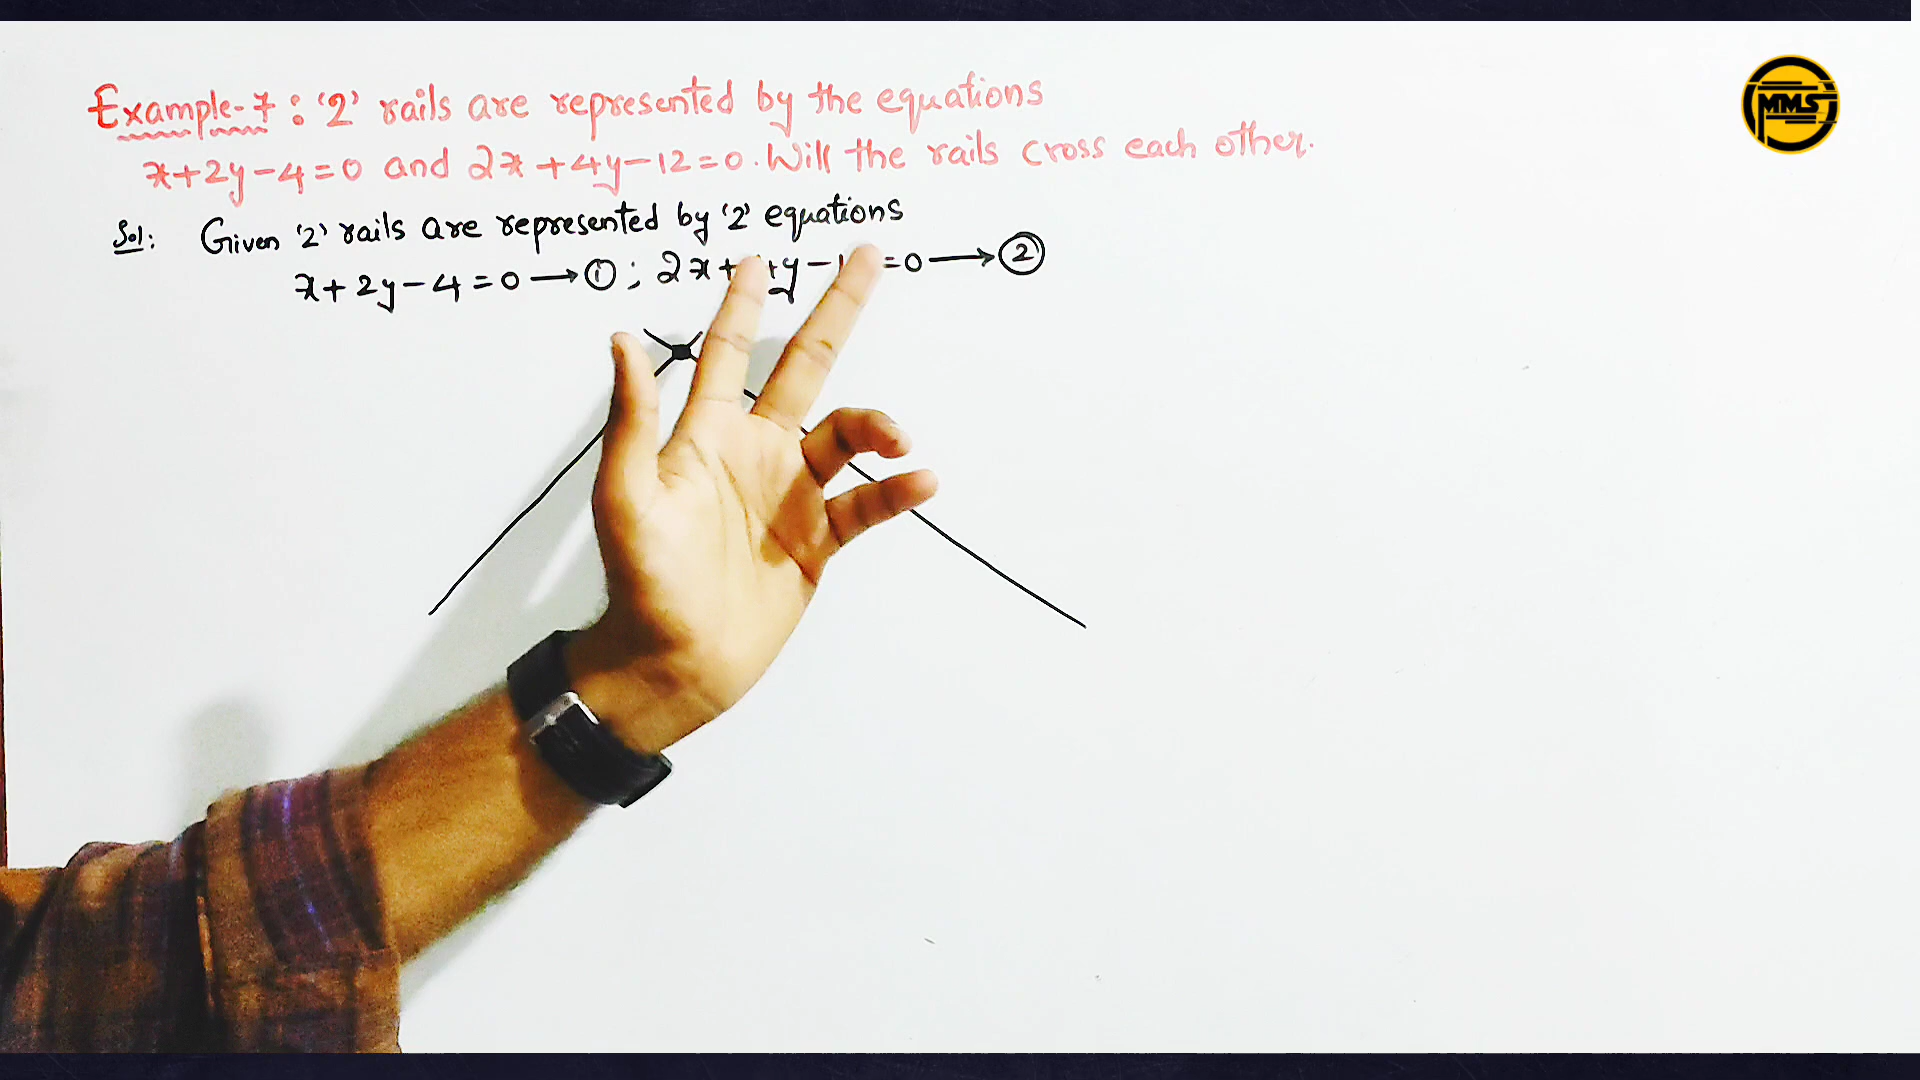 Example-7 : '2' rails are represented by the equations
x+2y-4=0 and 2x+4y-12=0. Will the rails cross each other.
Sol: Given '2' rails are represented by '2' equations
x+2y-4=0 → ① ; 2x+4y-1 =0 → ②
MMS